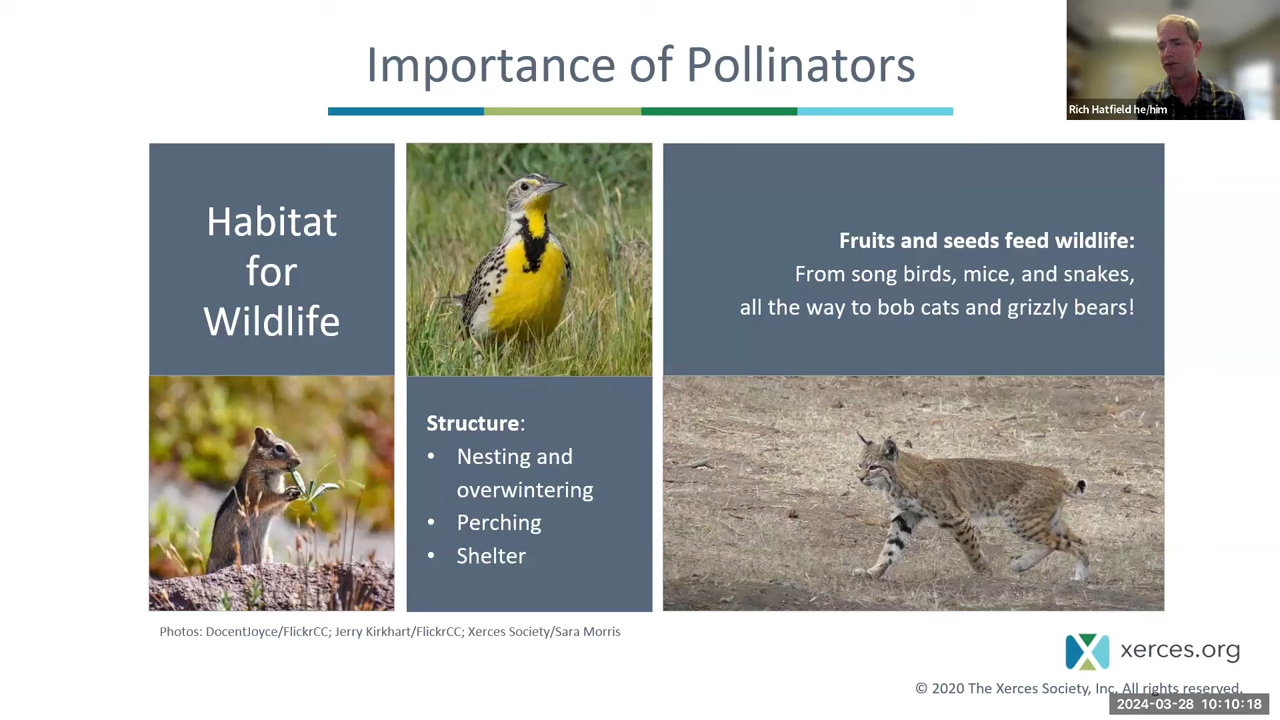 Importance of Pollinators
Rich Hatfield he/him
Habitat
for
Wildlife
Fruits and seeds feed wildlife:
From song birds, mice, and snakes,
all the way to bob cats and grizzly bears!
Structure:
• Nesting and
overwintering
• Perching
• Shelter
Photos: DocentJoyce/FlickrCC; Jerry Kirkhart/FlickrCC; Xerces Society/Sara Morris
xerces.org
© 2020 The Xerces Society, Inc. All rights reserved.
2024-03-28 10:10:18